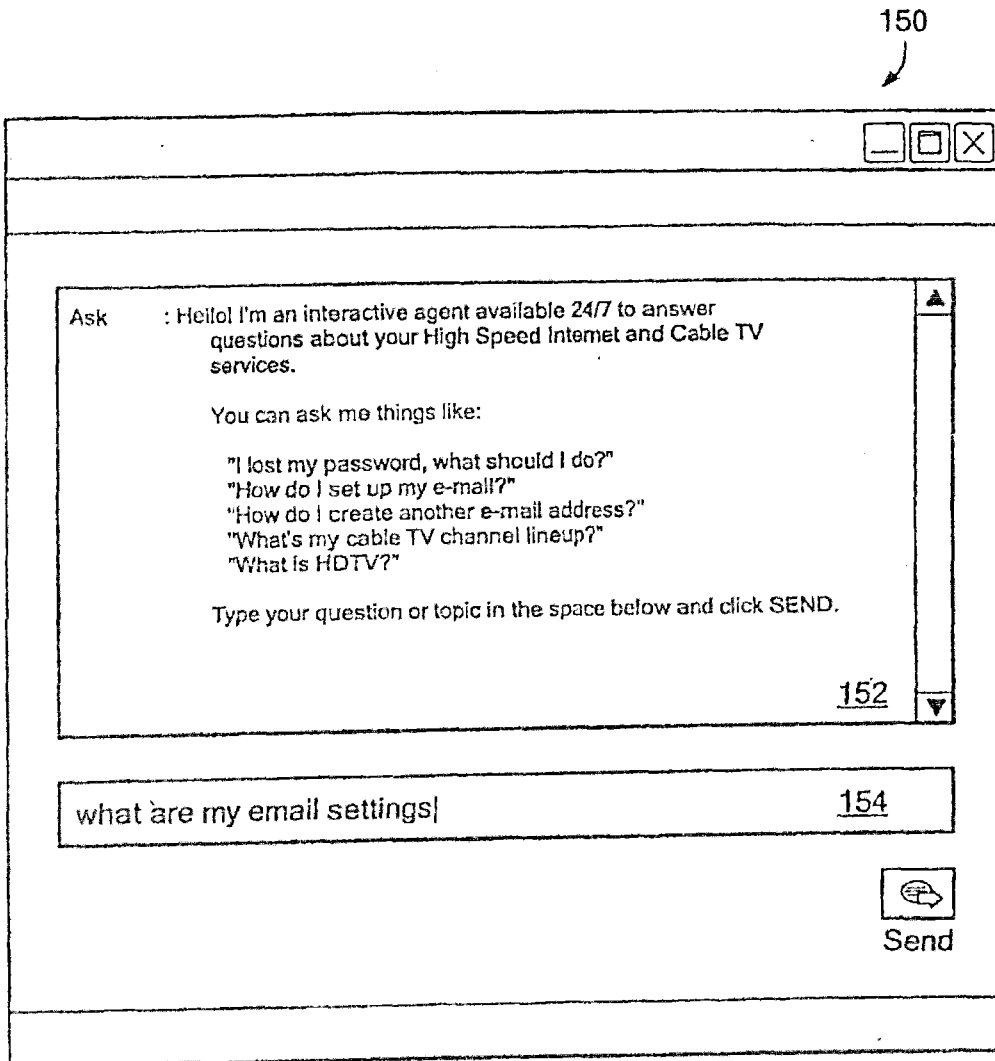 150
Ask : Hello! I'm an interactive agent available 24/7 to answer
questions about your High Speed Internet and Cable TV
services.
You can ask me things like:
"I lost my password, what should I do?"
"How do I set up my e-mail?"
"How do I create another e-mail address?"
"What's my cable TV channel lineup?"
"What is HDTV?"
Type your question or topic in the space below and click SEND.
152
what are my email settings
154
Send